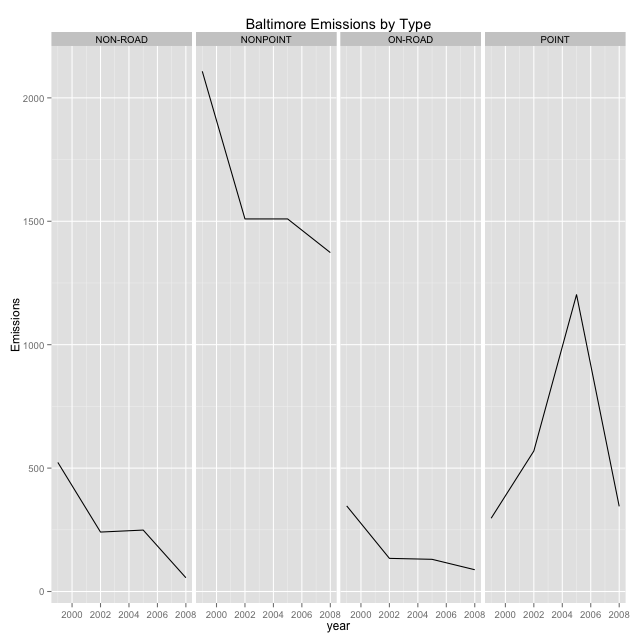 Baltimore Emissions by Type
NON-ROAD NONPOINT ON-ROAD POINT
2000
1500
1000
500
0
Emissions
2000 2002 2004 2006 2008 2000 2002 2004 2006 2008 2000 2002 2004 2006 2008 2000 2002 2004 2006 2008
year